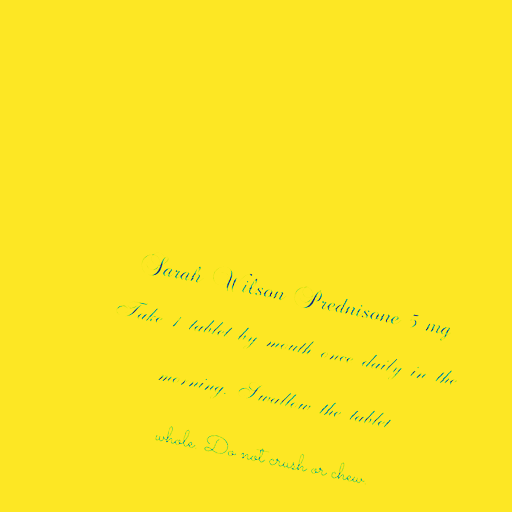 Sarah Wilson Prednisone 5 mg
Take 1 tablet by mouth once daily in the
morning. Swallow the tablet
whole Do not crush or chew